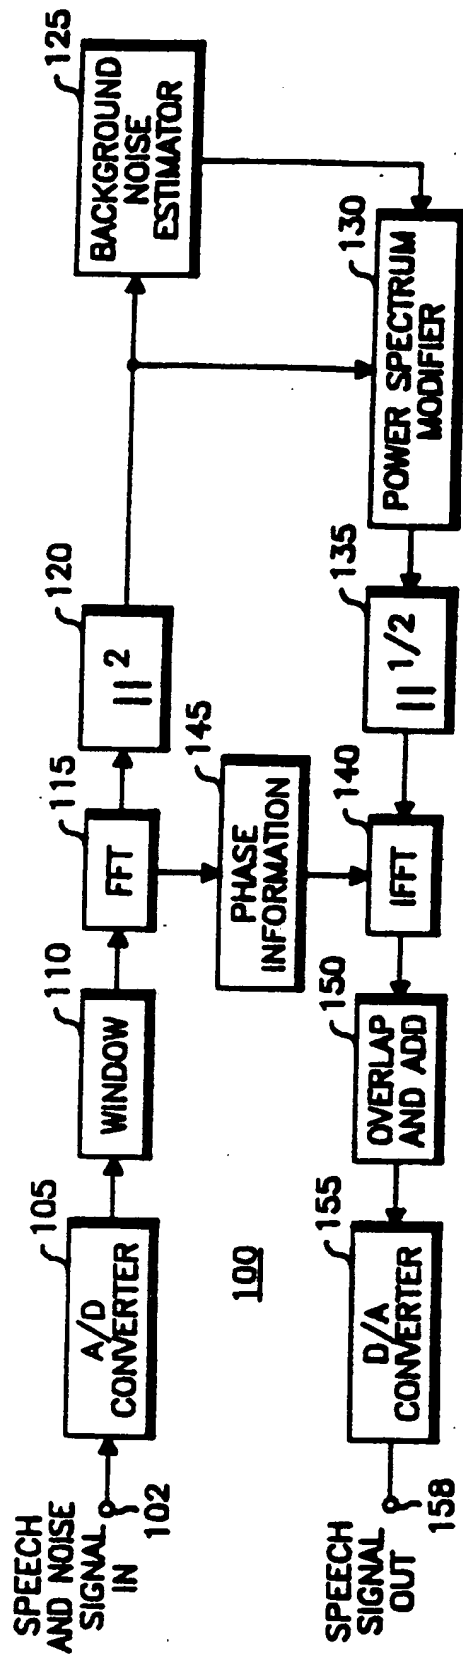 SPEECH
AND NOISE
SIGNAL
IN
102
105
A/D
CONVERTER
110
WINDOW
115
FFT
120
||²
125
BACKGROUND
NOISE
ESTIMATOR
145
PHASE
INFORMATION
100
130
POWER SPECTRUM
MODIFIER
135
||^1/2
140
IFFT
150
OVERLAP
AND ADD
155
D/A
CONVERTER
158
SPEECH
SIGNAL
OUT